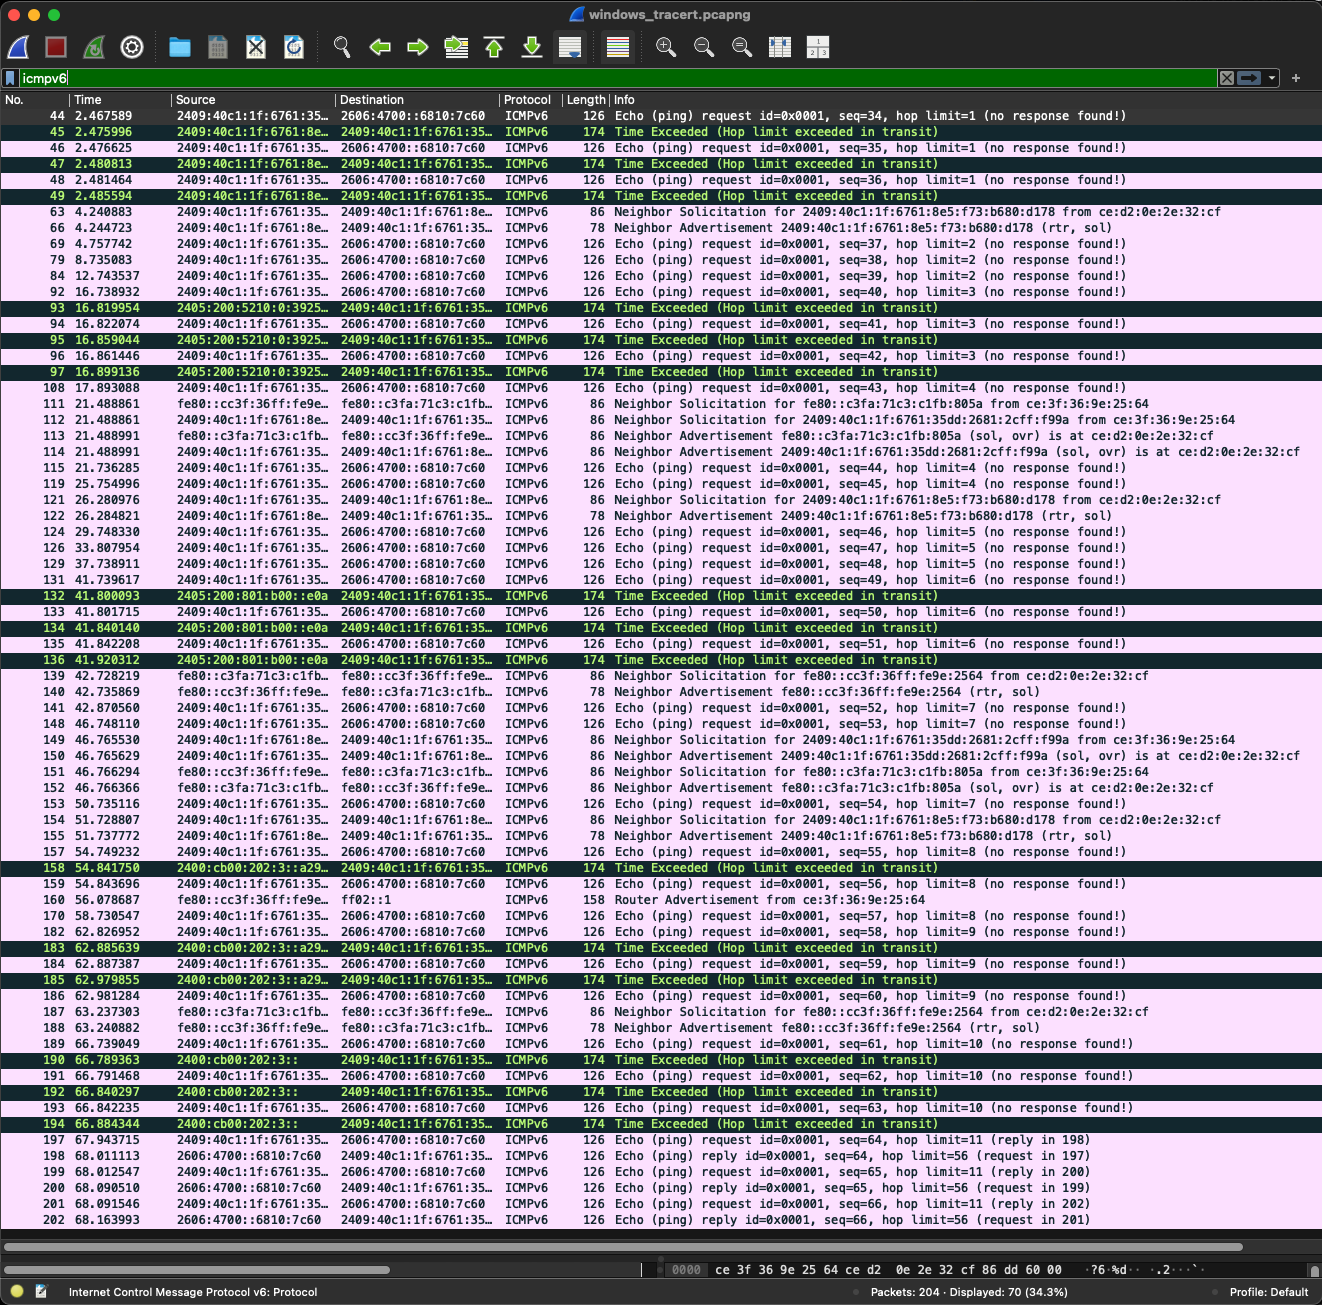 windows_tracert.pcapng
icmpv6
No. Time Source Destination Protocol Length Info
44 2.467589 2409:40c1:1f:6761:35… 2606:4700::6810:7c60 ICMPv6 126 Echo (ping) request id=0x0001, seq=34, hop limit=1 (no response found!)
45 2.475996 2409:40c1:1f:6761:8e… 2409:40c1:1f:6761:35… ICMPv6 174 Time Exceeded (Hop limit exceeded in transit)
46 2.476625 2409:40c1:1f:6761:35… 2606:4700::6810:7c60 ICMPv6 126 Echo (ping) request id=0x0001, seq=35, hop limit=1 (no response found!)
47 2.480813 2409:40c1:1f:6761:8e… 2409:40c1:1f:6761:35… ICMPv6 174 Time Exceeded (Hop limit exceeded in transit)
48 2.481464 2409:40c1:1f:6761:35… 2606:4700::6810:7c60 ICMPv6 126 Echo (ping) request id=0x0001, seq=36, hop limit=1 (no response found!)
49 2.485594 2409:40c1:1f:6761:8e… 2409:40c1:1f:6761:35… ICMPv6 174 Time Exceeded (Hop limit exceeded in transit)
63 4.240883 2409:40c1:1f:6761:35… 2409:40c1:1f:6761:8e… ICMPv6 86 Neighbor Solicitation for 2409:40c1:1f:6761:8e5:f73:b680:d178 from ce:d2:0e:2e:32:cf
66 4.244723 2409:40c1:1f:6761:8e… 2409:40c1:1f:6761:35… ICMPv6 78 Neighbor Advertisement 2409:40c1:1f:6761:8e5:f73:b680:d178 (rtr, sol)
69 4.757742 2409:40c1:1f:6761:35… 2606:4700::6810:7c60 ICMPv6 126 Echo (ping) request id=0x0001, seq=37, hop limit=2 (no response found!)
79 8.735083 2409:40c1:1f:6761:35… 2606:4700::6810:7c60 ICMPv6 126 Echo (ping) request id=0x0001, seq=38, hop limit=2 (no response found!)
84 12.743537 2409:40c1:1f:6761:35… 2606:4700::6810:7c60 ICMPv6 126 Echo (ping) request id=0x0001, seq=39, hop limit=2 (no response found!)
92 16.738932 2409:40c1:1f:6761:35… 2606:4700::6810:7c60 ICMPv6 126 Echo (ping) request id=0x0001, seq=40, hop limit=3 (no response found!)
93 16.819954 2405:200:5210:0:3925… 2409:40c1:1f:6761:35… ICMPv6 174 Time Exceeded (Hop limit exceeded in transit)
94 16.822074 2409:40c1:1f:6761:35… 2606:4700::6810:7c60 ICMPv6 126 Echo (ping) request id=0x0001, seq=41, hop limit=3 (no response found!)
95 16.859044 2405:200:5210:0:3925… 2409:40c1:1f:6761:35… ICMPv6 174 Time Exceeded (Hop limit exceeded in transit)
96 16.861446 2409:40c1:1f:6761:35… 2606:4700::6810:7c60 ICMPv6 126 Echo (ping) request id=0x0001, seq=42, hop limit=3 (no response found!)
97 16.899136 2405:200:5210:0:3925… 2409:40c1:1f:6761:35… ICMPv6 174 Time Exceeded (Hop limit exceeded in transit)
108 17.893088 2409:40c1:1f:6761:35… 2606:4700::6810:7c60 ICMPv6 126 Echo (ping) request id=0x0001, seq=43, hop limit=4 (no response found!)
111 21.488861 fe80::cc3f:36ff:fe9e… fe80::c3fa:71c3:c1fb… ICMPv6 86 Neighbor Solicitation for fe80::c3fa:71c3:c1fb:805a from ce:3f:36:9e:25:64
112 21.488861 2409:40c1:1f:6761:8e… 2409:40c1:1f:6761:35… ICMPv6 86 Neighbor Solicitation for 2409:40c1:1f:6761:35dd:2681:2cff:f99a from ce:3f:36:9e:25:64
113 21.488991 fe80::c3fa:71c3:c1fb… fe80::cc3f:36ff:fe9e… ICMPv6 86 Neighbor Advertisement fe80::c3fa:71c3:c1fb:805a (sol, ovr) is at ce:d2:0e:2e:32:cf
114 21.488991 2409:40c1:1f:6761:35… 2409:40c1:1f:6761:8e… ICMPv6 86 Neighbor Advertisement 2409:40c1:1f:6761:35dd:2681:2cff:f99a (sol, ovr) is at ce:d2:0e:2e:32:cf
115 21.736285 2409:40c1:1f:6761:35… 2606:4700::6810:7c60 ICMPv6 126 Echo (ping) request id=0x0001, seq=44, hop limit=4 (no response found!)
119 25.754996 2409:40c1:1f:6761:35… 2606:4700::6810:7c60 ICMPv6 126 Echo (ping) request id=0x0001, seq=45, hop limit=4 (no response found!)
121 26.280976 2409:40c1:1f:6761:35… 2409:40c1:1f:6761:8e… ICMPv6 86 Neighbor Solicitation for 2409:40c1:1f:6761:8e5:f73:b680:d178 from ce:d2:0e:2e:32:cf
122 26.284821 2409:40c1:1f:6761:8e… 2409:40c1:1f:6761:35… ICMPv6 78 Neighbor Advertisement 2409:40c1:1f:6761:8e5:f73:b680:d178 (rtr, sol)
124 29.748330 2409:40c1:1f:6761:35… 2606:4700::6810:7c60 ICMPv6 126 Echo (ping) request id=0x0001, seq=46, hop limit=5 (no response found!)
126 33.807954 2409:40c1:1f:6761:35… 2606:4700::6810:7c60 ICMPv6 126 Echo (ping) request id=0x0001, seq=47, hop limit=5 (no response found!)
129 37.738911 2409:40c1:1f:6761:35… 2606:4700::6810:7c60 ICMPv6 126 Echo (ping) request id=0x0001, seq=48, hop limit=5 (no response found!)
131 41.739617 2409:40c1:1f:6761:35… 2606:4700::6810:7c60 ICMPv6 126 Echo (ping) request id=0x0001, seq=49, hop limit=6 (no response found!)
132 41.800093 2405:200:801:b00::e0a 2409:40c1:1f:6761:35… ICMPv6 174 Time Exceeded (Hop limit exceeded in transit)
133 41.801715 2409:40c1:1f:6761:35… 2606:4700::6810:7c60 ICMPv6 126 Echo (ping) request id=0x0001, seq=50, hop limit=6 (no response found!)
134 41.840140 2405:200:801:b00::e0a 2409:40c1:1f:6761:35… ICMPv6 174 Time Exceeded (Hop limit exceeded in transit)
135 41.842208 2409:40c1:1f:6761:35… 2606:4700::6810:7c60 ICMPv6 126 Echo (ping) request id=0x0001, seq=51, hop limit=6 (no response found!)
136 41.920312 2405:200:801:b00::e0a 2409:40c1:1f:6761:35… ICMPv6 174 Time Exceeded (Hop limit exceeded in transit)
139 42.728219 fe80::c3fa:71c3:c1fb… fe80::cc3f:36ff:fe9e… ICMPv6 86 Neighbor Solicitation for fe80::cc3f:36ff:fe9e:2564 from ce:d2:0e:2e:32:cf
140 42.735869 fe80::cc3f:36ff:fe9e… fe80::c3fa:71c3:c1fb… ICMPv6 78 Neighbor Advertisement fe80::cc3f:36ff:fe9e:2564 (rtr, sol)
141 42.870560 2409:40c1:1f:6761:35… 2606:4700::6810:7c60 ICMPv6 126 Echo (ping) request id=0x0001, seq=52, hop limit=7 (no response found!)
148 46.748110 2409:40c1:1f:6761:35… 2606:4700::6810:7c60 ICMPv6 126 Echo (ping) request id=0x0001, seq=53, hop limit=7 (no response found!)
149 46.765530 2409:40c1:1f:6761:8e… 2409:40c1:1f:6761:35… ICMPv6 86 Neighbor Solicitation for 2409:40c1:1f:6761:35dd:2681:2cff:f99a from ce:3f:36:9e:25:64
150 46.765629 2409:40c1:1f:6761:35… 2409:40c1:1f:6761:8e… ICMPv6 86 Neighbor Advertisement 2409:40c1:1f:6761:35dd:2681:2cff:f99a (sol, ovr) is at ce:d2:0e:2e:32:cf
151 46.766294 fe80::cc3f:36ff:fe9e… fe80::c3fa:71c3:c1fb… ICMPv6 86 Neighbor Solicitation for fe80::c3fa:71c3:c1fb:805a from ce:3f:36:9e:25:64
152 46.766366 fe80::c3fa:71c3:c1fb… fe80::cc3f:36ff:fe9e… ICMPv6 86 Neighbor Advertisement fe80::c3fa:71c3:c1fb:805a (sol, ovr) is at ce:d2:0e:2e:32:cf
153 50.735116 2409:40c1:1f:6761:35… 2606:4700::6810:7c60 ICMPv6 126 Echo (ping) request id=0x0001, seq=54, hop limit=7 (no response found!)
154 51.728807 2409:40c1:1f:6761:35… 2409:40c1:1f:6761:8e… ICMPv6 86 Neighbor Solicitation for 2409:40c1:1f:6761:8e5:f73:b680:d178 from ce:d2:0e:2e:32:cf
155 51.737772 2409:40c1:1f:6761:8e… 2409:40c1:1f:6761:35… ICMPv6 78 Neighbor Advertisement 2409:40c1:1f:6761:8e5:f73:b680:d178 (rtr, sol)
157 54.749232 2409:40c1:1f:6761:35… 2606:4700::6810:7c60 ICMPv6 126 Echo (ping) request id=0x0001, seq=55, hop limit=8 (no response found!)
158 54.841750 2400:cb00:202:3::a29… 2409:40c1:1f:6761:35… ICMPv6 174 Time Exceeded (Hop limit exceeded in transit)
159 54.843696 2409:40c1:1f:6761:35… 2606:4700::6810:7c60 ICMPv6 126 Echo (ping) request id=0x0001, seq=56, hop limit=8 (no response found!)
160 56.078687 fe80::cc3f:36ff:fe9e… ff02::1 ICMPv6 158 Router Advertisement from ce:3f:36:9e:25:64
170 58.730547 2409:40c1:1f:6761:35… 2606:4700::6810:7c60 ICMPv6 126 Echo (ping) request id=0x0001, seq=57, hop limit=8 (no response found!)
182 62.826952 2409:40c1:1f:6761:35… 2606:4700::6810:7c60 ICMPv6 126 Echo (ping) request id=0x0001, seq=58, hop limit=9 (no response found!)
183 62.885639 2400:cb00:202:3::a29… 2409:40c1:1f:6761:35… ICMPv6 174 Time Exceeded (Hop limit exceeded in transit)
184 62.887387 2409:40c1:1f:6761:35… 2606:4700::6810:7c60 ICMPv6 126 Echo (ping) request id=0x0001, seq=59, hop limit=9 (no response found!)
185 62.979855 2400:cb00:202:3::a29… 2409:40c1:1f:6761:35… ICMPv6 174 Time Exceeded (Hop limit exceeded in transit)
186 62.981284 2409:40c1:1f:6761:35… 2606:4700::6810:7c60 ICMPv6 126 Echo (ping) request id=0x0001, seq=60, hop limit=9 (no response found!)
187 63.237303 fe80::c3fa:71c3:c1fb… fe80::cc3f:36ff:fe9e… ICMPv6 86 Neighbor Solicitation for fe80::cc3f:36ff:fe9e:2564 from ce:d2:0e:2e:32:cf
188 63.240882 fe80::cc3f:36ff:fe9e… fe80::c3fa:71c3:c1fb… ICMPv6 78 Neighbor Advertisement fe80::cc3f:36ff:fe9e:2564 (rtr, sol)
189 66.739049 2409:40c1:1f:6761:35… 2606:4700::6810:7c60 ICMPv6 126 Echo (ping) request id=0x0001, seq=61, hop limit=10 (no response found!)
190 66.789363 2400:cb00:202:3:: 2409:40c1:1f:6761:35… ICMPv6 174 Time Exceeded (Hop limit exceeded in transit)
191 66.791468 2409:40c1:1f:6761:35… 2606:4700::6810:7c60 ICMPv6 126 Echo (ping) request id=0x0001, seq=62, hop limit=10 (no response found!)
192 66.840297 2400:cb00:202:3:: 2409:40c1:1f:6761:35… ICMPv6 174 Time Exceeded (Hop limit exceeded in transit)
193 66.842235 2409:40c1:1f:6761:35… 2606:4700::6810:7c60 ICMPv6 126 Echo (ping) request id=0x0001, seq=63, hop limit=10 (no response found!)
194 66.884344 2400:cb00:202:3:: 2409:40c1:1f:6761:35… ICMPv6 174 Time Exceeded (Hop limit exceeded in transit)
197 67.943715 2409:40c1:1f:6761:35… 2606:4700::6810:7c60 ICMPv6 126 Echo (ping) request id=0x0001, seq=64, hop limit=11 (reply in 198)
198 68.011113 2606:4700::6810:7c60 2409:40c1:1f:6761:35… ICMPv6 126 Echo (ping) reply id=0x0001, seq=64, hop limit=56 (request in 197)
199 68.012547 2409:40c1:1f:6761:35… 2606:4700::6810:7c60 ICMPv6 126 Echo (ping) request id=0x0001, seq=65, hop limit=11 (reply in 200)
200 68.090510 2606:4700::6810:7c60 2409:40c1:1f:6761:35… ICMPv6 126 Echo (ping) reply id=0x0001, seq=65, hop limit=56 (request in 199)
201 68.091546 2409:40c1:1f:6761:35… 2606:4700::6810:7c60 ICMPv6 126 Echo (ping) request id=0x0001, seq=66, hop limit=11 (reply in 202)
202 68.163993 2606:4700::6810:7c60 2409:40c1:1f:6761:35… ICMPv6 126 Echo (ping) reply id=0x0001, seq=66, hop limit=56 (request in 201)
0000 ce 3f 36 9e 25 64 ce d2 0e 2e 32 cf 86 dd 60 00 ·?6·%d·· ·.2···`·
Internet Control Message Protocol v6: Protocol Packets: 204 · Displayed: 70 (34.3%) Profile: Default